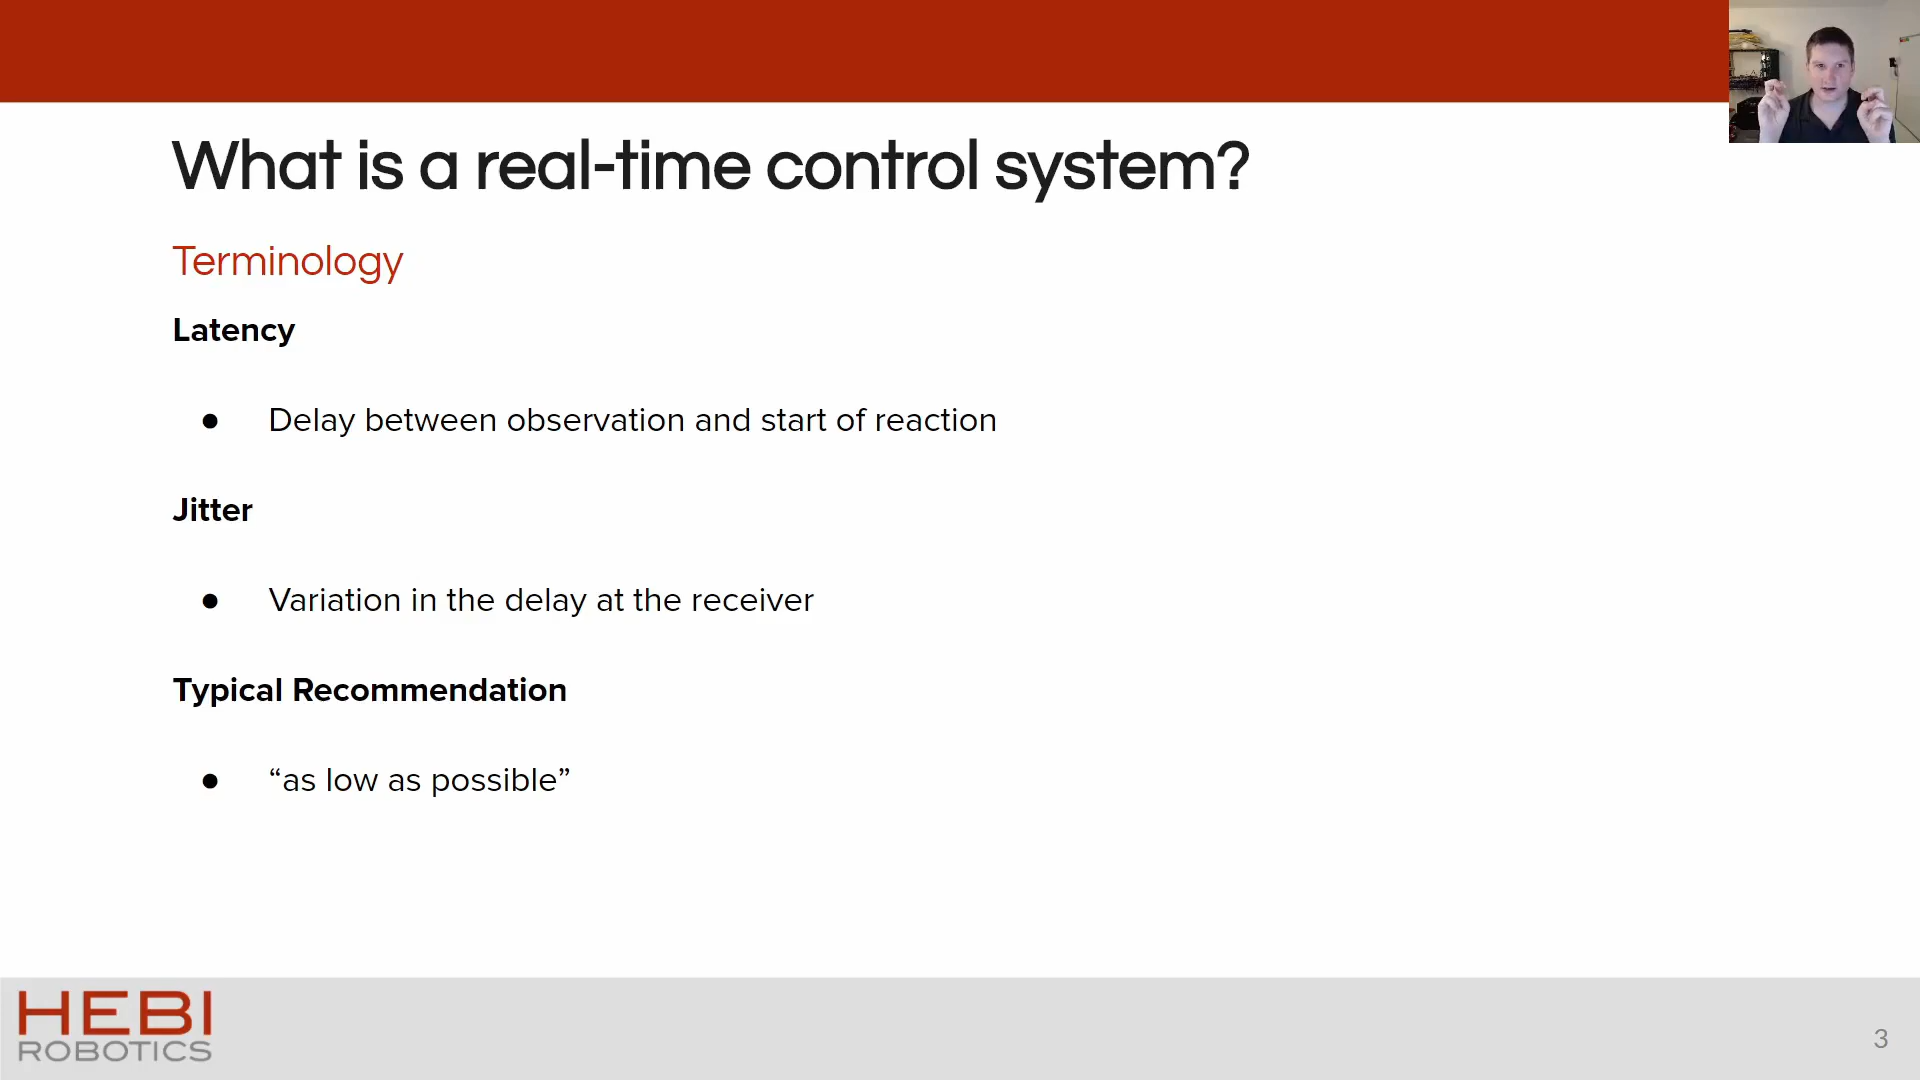 What is a real-time control system?
Terminology
Latency
● Delay between observation and start of reaction
Jitter
● Variation in the delay at the receiver
Typical Recommendation
● “as low as possible”
HEBI
ROBOTICS
3